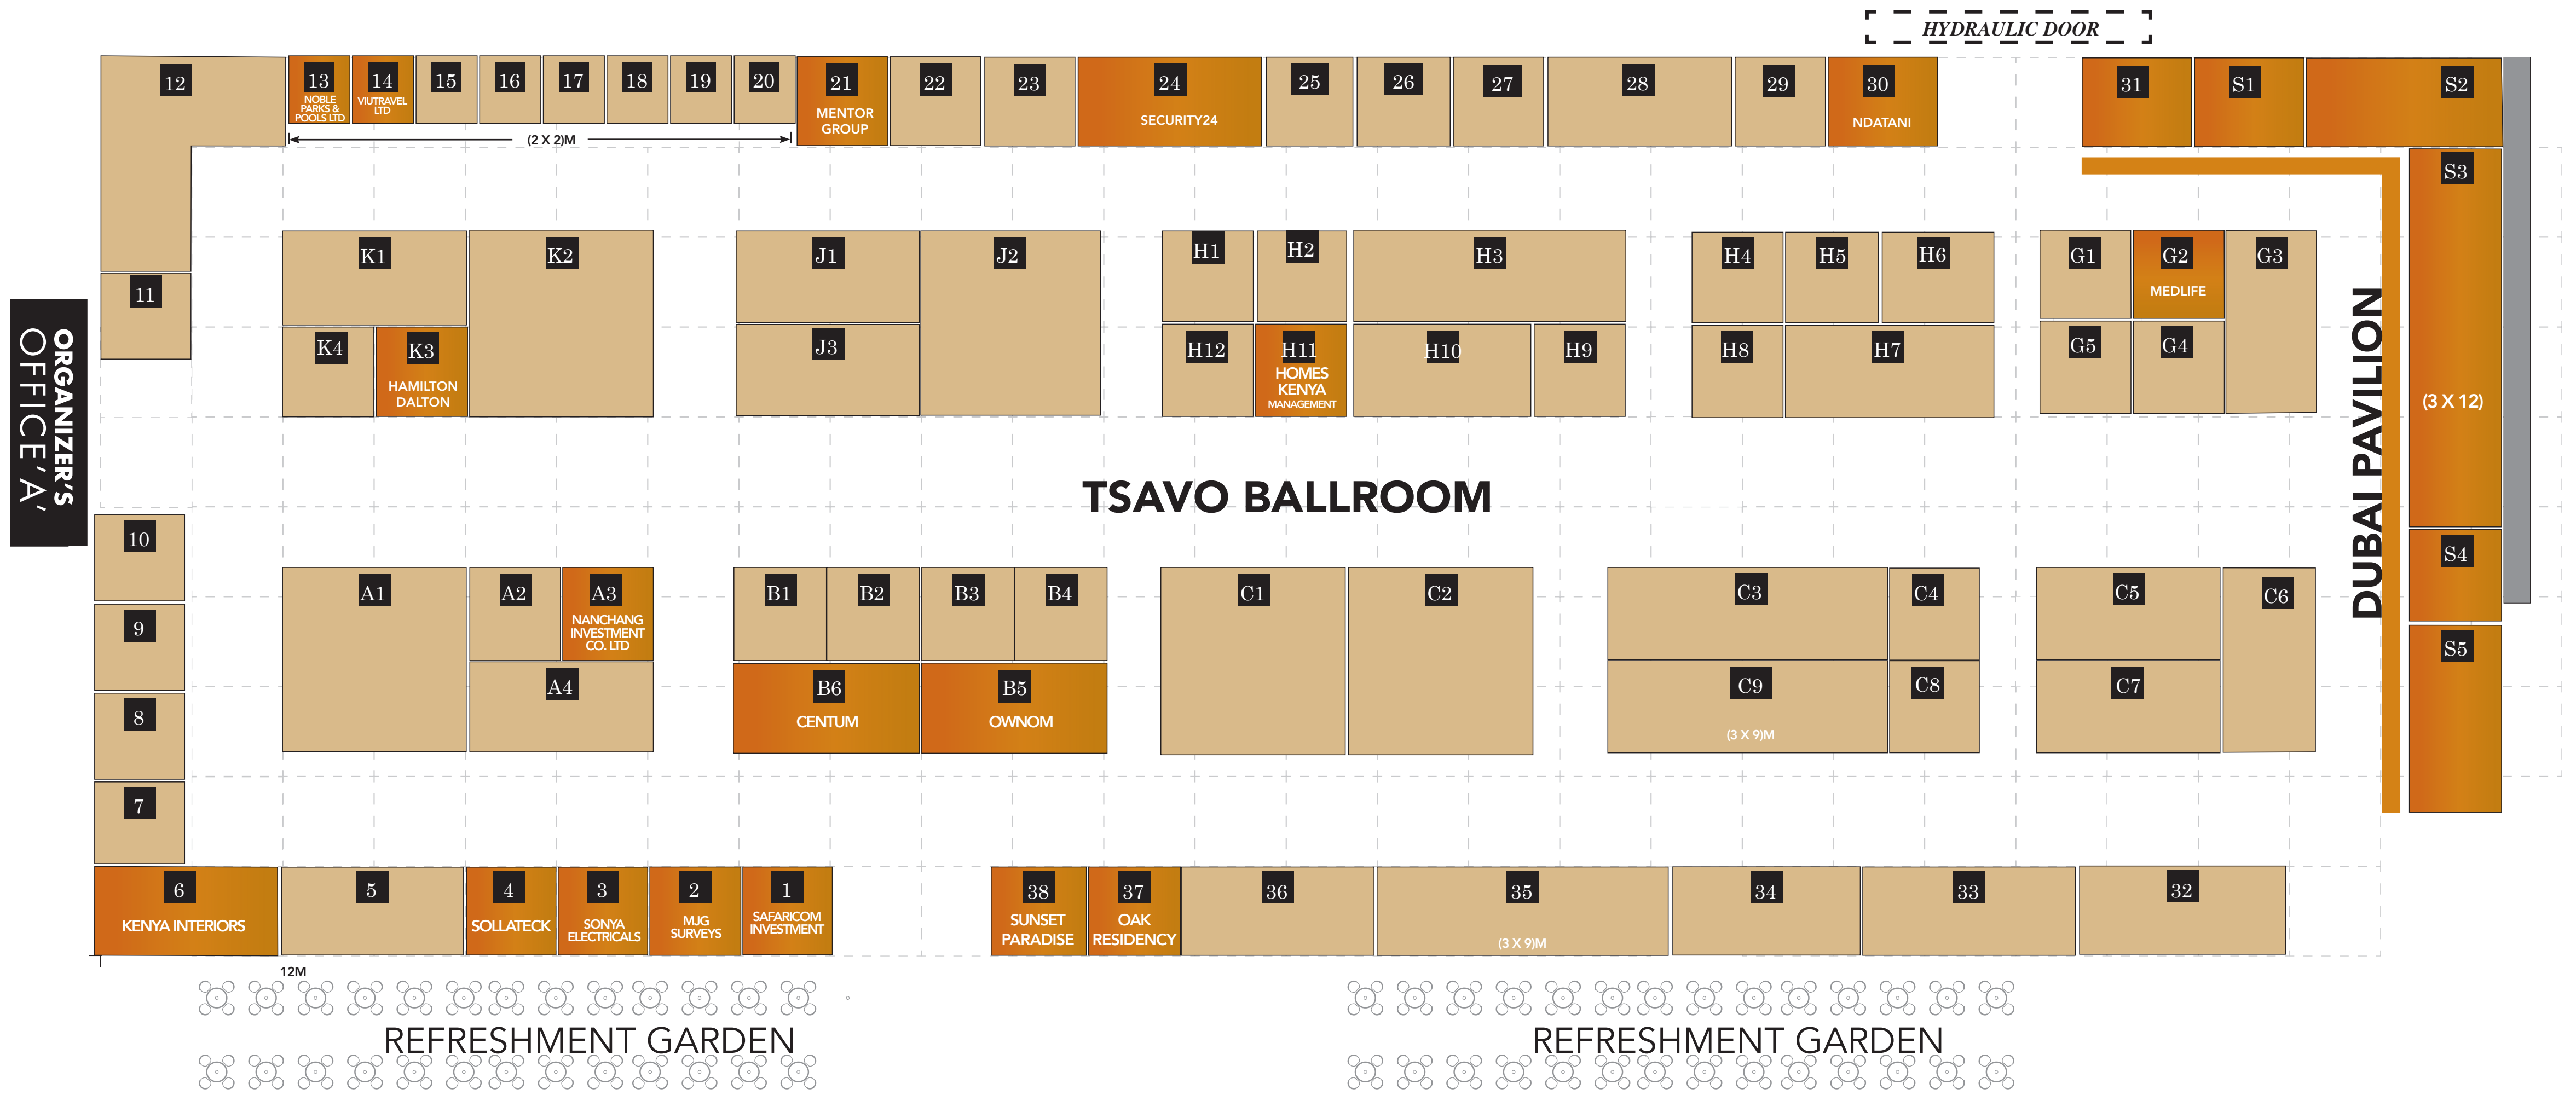 HYDRAULIC DOOR
12
13
NOBLE
PARKS &
POOLS LTD
14
VIUTRAVEL
LTD
15
16
17
18
19
20
(2 X 2)M
21
MENTOR
GROUP
22
23
24
SECURITY24
25
26
27
28
29
30
NDATANI
31
S1
S2
S3
(3 X 12)
S4
S5
DUBAI PAVILION
11
ORGANIZER'S
OFFICE'A'
K1
K2
K4
K3
HAMILTON
DALTON
J1
J2
J3
H1
H2
H3
H12
H11
HOMES
KENYA
MANAGEMENT
H10
H9
H4
H5
H6
H8
H7
G1
G2
MEDLIFE
G3
G5
G4
TSAVO BALLROOM
10
9
8
7
A1
A2
A3
NANCHANG
INVESTMENT
CO. LTD
A4
B1
B2
B3
B4
B6
CENTUM
B5
OWNOM
C1
C2
C3
C4
C9
(3 X 9)M
C8
C5
C6
C7
6
KENYA INTERIORS
5
4
SOLLATECK
3
SONYA
ELECTRICALS
2
MJG
SURVEYS
1
SAFARICOM
INVESTMENT
38
SUNSET
PARADISE
37
OAK
RESIDENCY
36
35
(3 X 9)M
34
33
32
12M
REFRESHMENT GARDEN
REFRESHMENT GARDEN